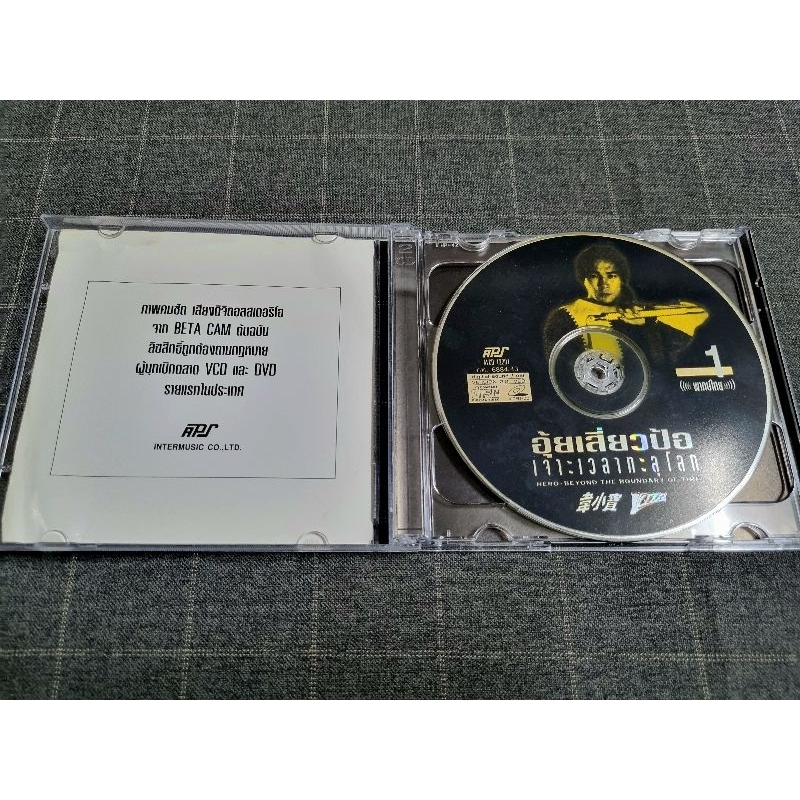 ภาพคมชัด เสียงดิจิตอลสเตอริโอ
จาก BETA CAM ต้นฉบับ
ลิขสิทธิ์ถูกต้องตามกฎหมาย
ผู้บุกเบิกตลาด VCD และ DVD
รายแรกในประเทศ
APS
INTERMUSIC CO.,LTD.
APS
1
พากย์ไทย
อุ้ยเสี่ยวป้อ
เจาะเวลาทะลุโลก
HERO-BEYOND THE BOUNDARY OF TIME
韋小寶